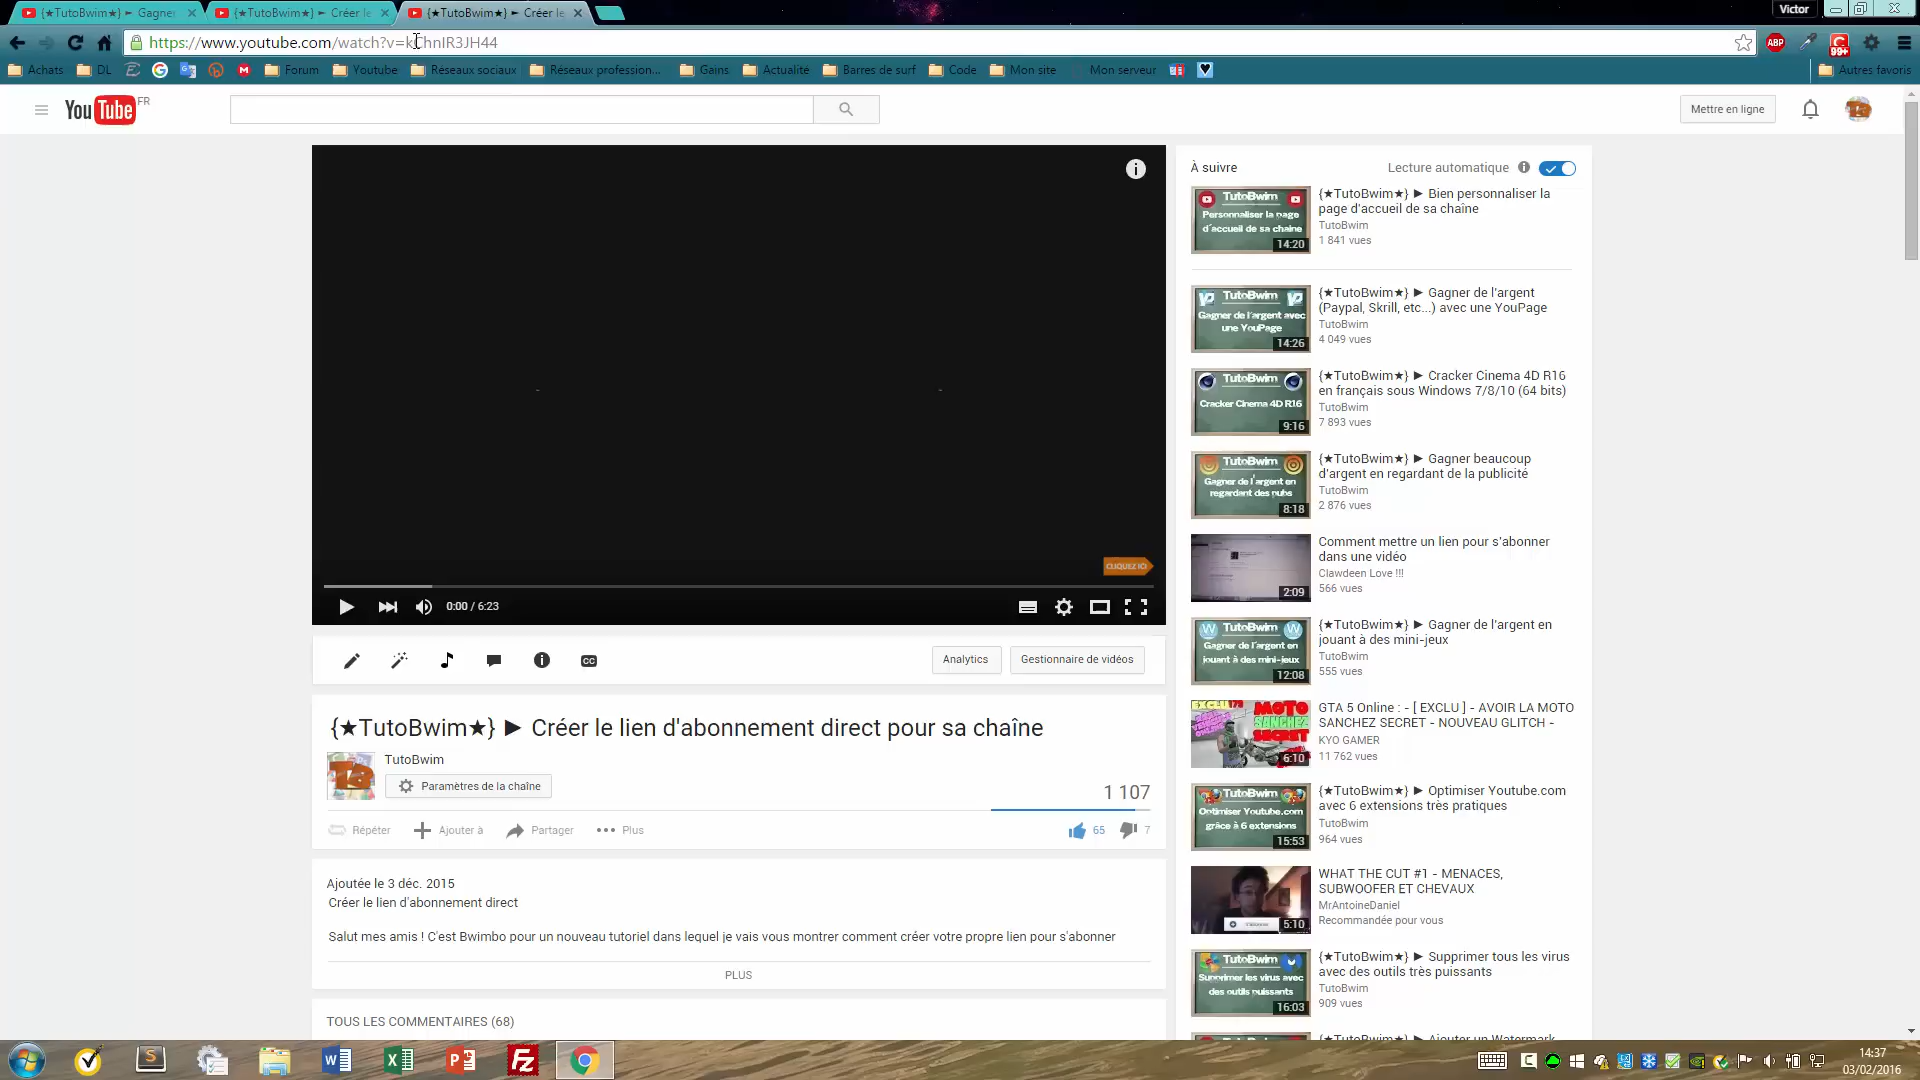 {★TutoBwim★} ► Gagner
{★TutoBwim★} ► Créer le
{★TutoBwim★} ► Créer le
Victor
https://www.youtube.com/watch?v=
Achats
DL
Forum
Youtube
Réseaux sociaux
Réseaux profession...
Gains
Actualité
Barres de surf
Code
Mon site
Mon serveur
Autres favoris
ABP
99+
YouTube FR
Mettre en ligne
À suivre
Lecture automatique
{★TutoBwim★} ► Bien personnaliser la
page d'accueil de sa chaîne
TutoBwim
1 841 vues
TutoBwim
Personnaliser la page
d'accueil de sa chaine
14:20
{★TutoBwim★} ► Gagner de l'argent
(Paypal, Skrill, etc...) avec une YouPage
TutoBwim
4 049 vues
TutoBwim
Gagner de l'argent avec
une YouPage
14:26
{★TutoBwim★} ► Cracker Cinema 4D R16
en français sous Windows 7/8/10 (64 bits)
TutoBwim
7 893 vues
TutoBwim
Cracker Cinema 4D R16
9:16
{★TutoBwim★} ► Gagner beaucoup
d'argent en regardant de la publicité
TutoBwim
2 876 vues
TutoBwim
Gagner de l'argent en
regardant des pubs
8:18
Comment mettre un lien pour s'abonner
dans une vidéo
Clawdeen Love !!!
566 vues
2:09
{★TutoBwim★} ► Gagner de l'argent en
jouant à des mini-jeux
TutoBwim
555 vues
TutoBwim
Gagner de l'argent en
jouant à des mini-jeux
12:08
GTA 5 Online : - [ EXCLU ] - AVOIR LA MOTO
SANCHEZ SECRET - NOUVEAU GLITCH -
KYO GAMER
11 762 vues
MOTO
SANCHEZ
SECRET
6:10
{★TutoBwim★} ► Optimiser Youtube.com
avec 6 extensions très pratiques
TutoBwim
964 vues
TutoBwim
Optimiser Youtube.com
grâce à 6 extensions
15:53
WHAT THE CUT #1 - MENACES,
SUBWOOFER ET CHEVAUX
MrAntoineDaniel
Recommandée pour vous
5:10
{★TutoBwim★} ► Supprimer tous les virus
avec des outils très puissants
TutoBwim
909 vues
TutoBwim
Supprimer les virus avec
des outils puissants
16:03
{★TutoBwim★} ► Ajouter un Watermark
CLIQUEZ ICI
0:00 / 6:23
Analytics
Gestionnaire de vidéos
{★TutoBwim★} ► Créer le lien d'abonnement direct pour sa chaîne
TutoBwim
Paramètres de la chaîne
1 107
Répéter
Ajouter à
Partager
Plus
65
7
Ajoutée le 3 déc. 2015
Créer le lien d'abonnement direct
Salut mes amis ! C'est Bwimbo pour un nouveau tutoriel dans lequel je vais vous montrer comment créer votre propre lien pour s'abonner
PLUS
TOUS LES COMMENTAIRES (68)
14:37
03/02/2016